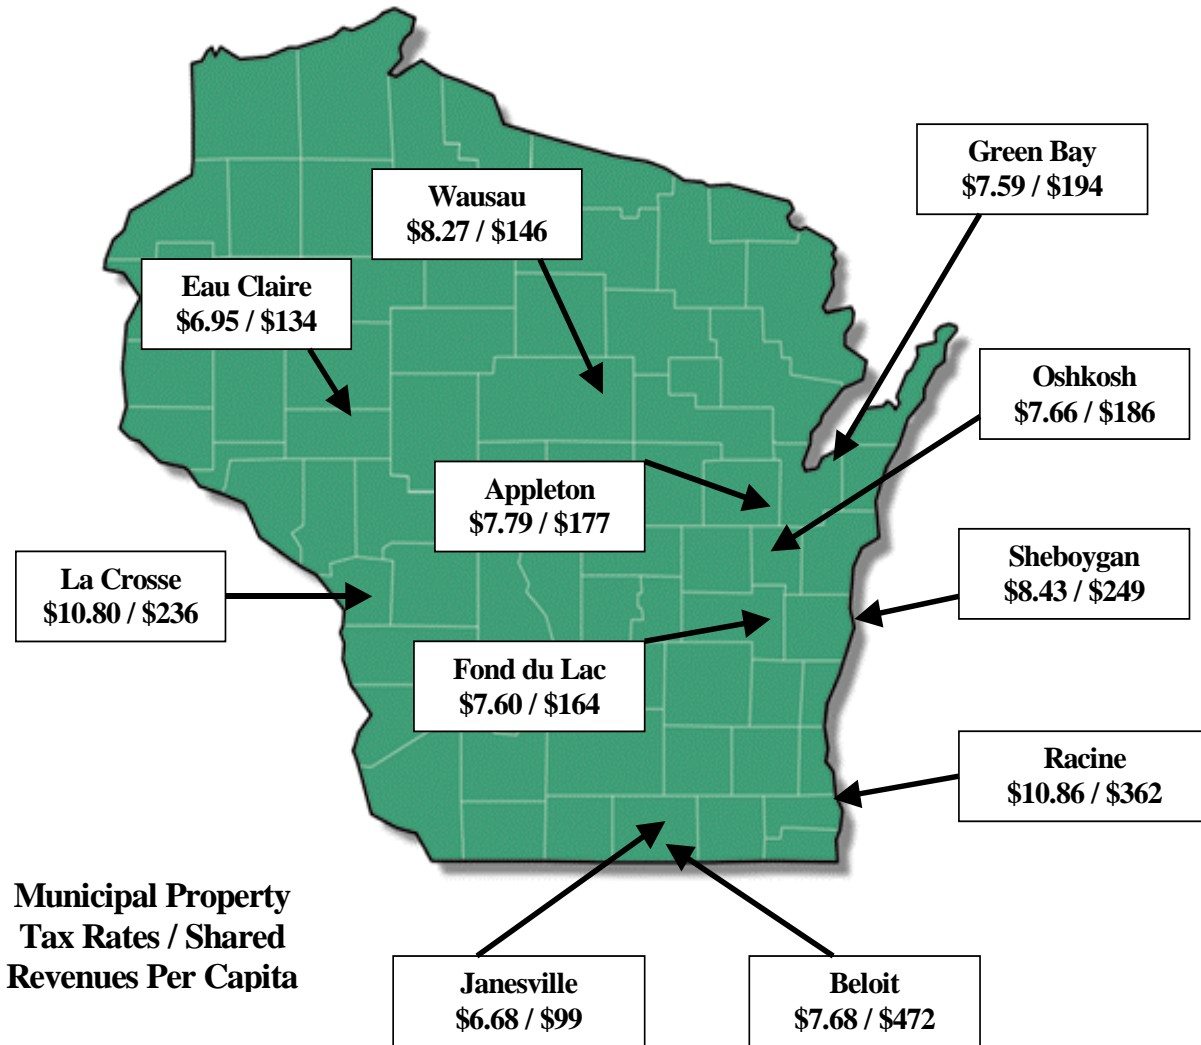 Green Bay
$7.59 / $194
Wausau
$8.27 / $146
Eau Claire
$6.95 / $134
Oshkosh
$7.66 / $186
Appleton
$7.79 / $177
La Crosse
$10.80 / $236
Sheboygan
$8.43 / $249
Fond du Lac
$7.60 / $164
Racine
$10.86 / $362
Municipal Property
Tax Rates / Shared
Revenues Per Capita
Janesville
$6.68 / $99
Beloit
$7.68 / $472